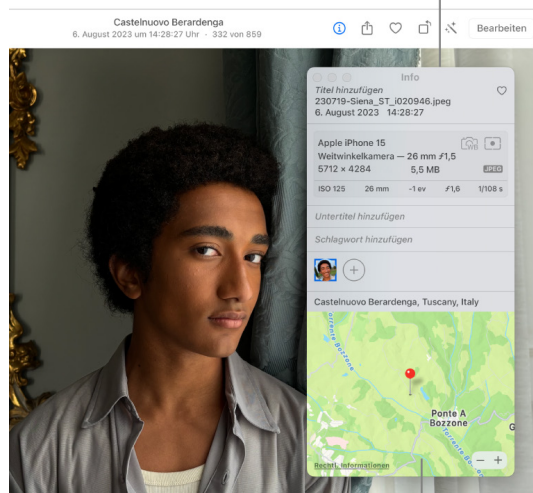 Castelnuovo Berardenga
6. August 2023 um 14:28:27 Uhr · 332 von 859
Bearbeiten
Info
Titel hinzufügen
230719-Siena_ST_i020946.jpeg
6. August 2023 14:28:27
Apple iPhone 15
Weitwinkelkamera — 26 mm ƒ1,5
5712 × 4284 5,5 MB JPEG
ISO 125 26 mm -1 ev ƒ1,6 1/108 s
Untertitel hinzufügen
Schlagwort hinzufügen
Castelnuovo Berardenga, Tuscany, Italy
Torrente Bozzone
Ponte A
Bozzone
G
Rechtl. Informationen